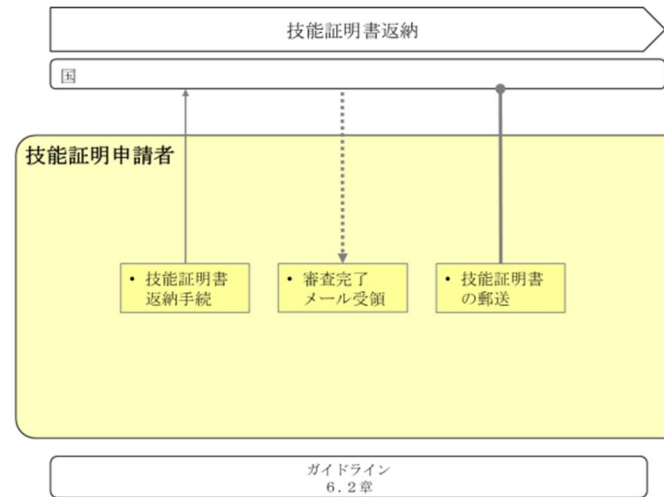 技能証明書返納
国
技能証明申請者
• 技能証明書
返納手続
• 審査完了
メール受領
• 技能証明書
の郵送
ガイドライン
6.2章